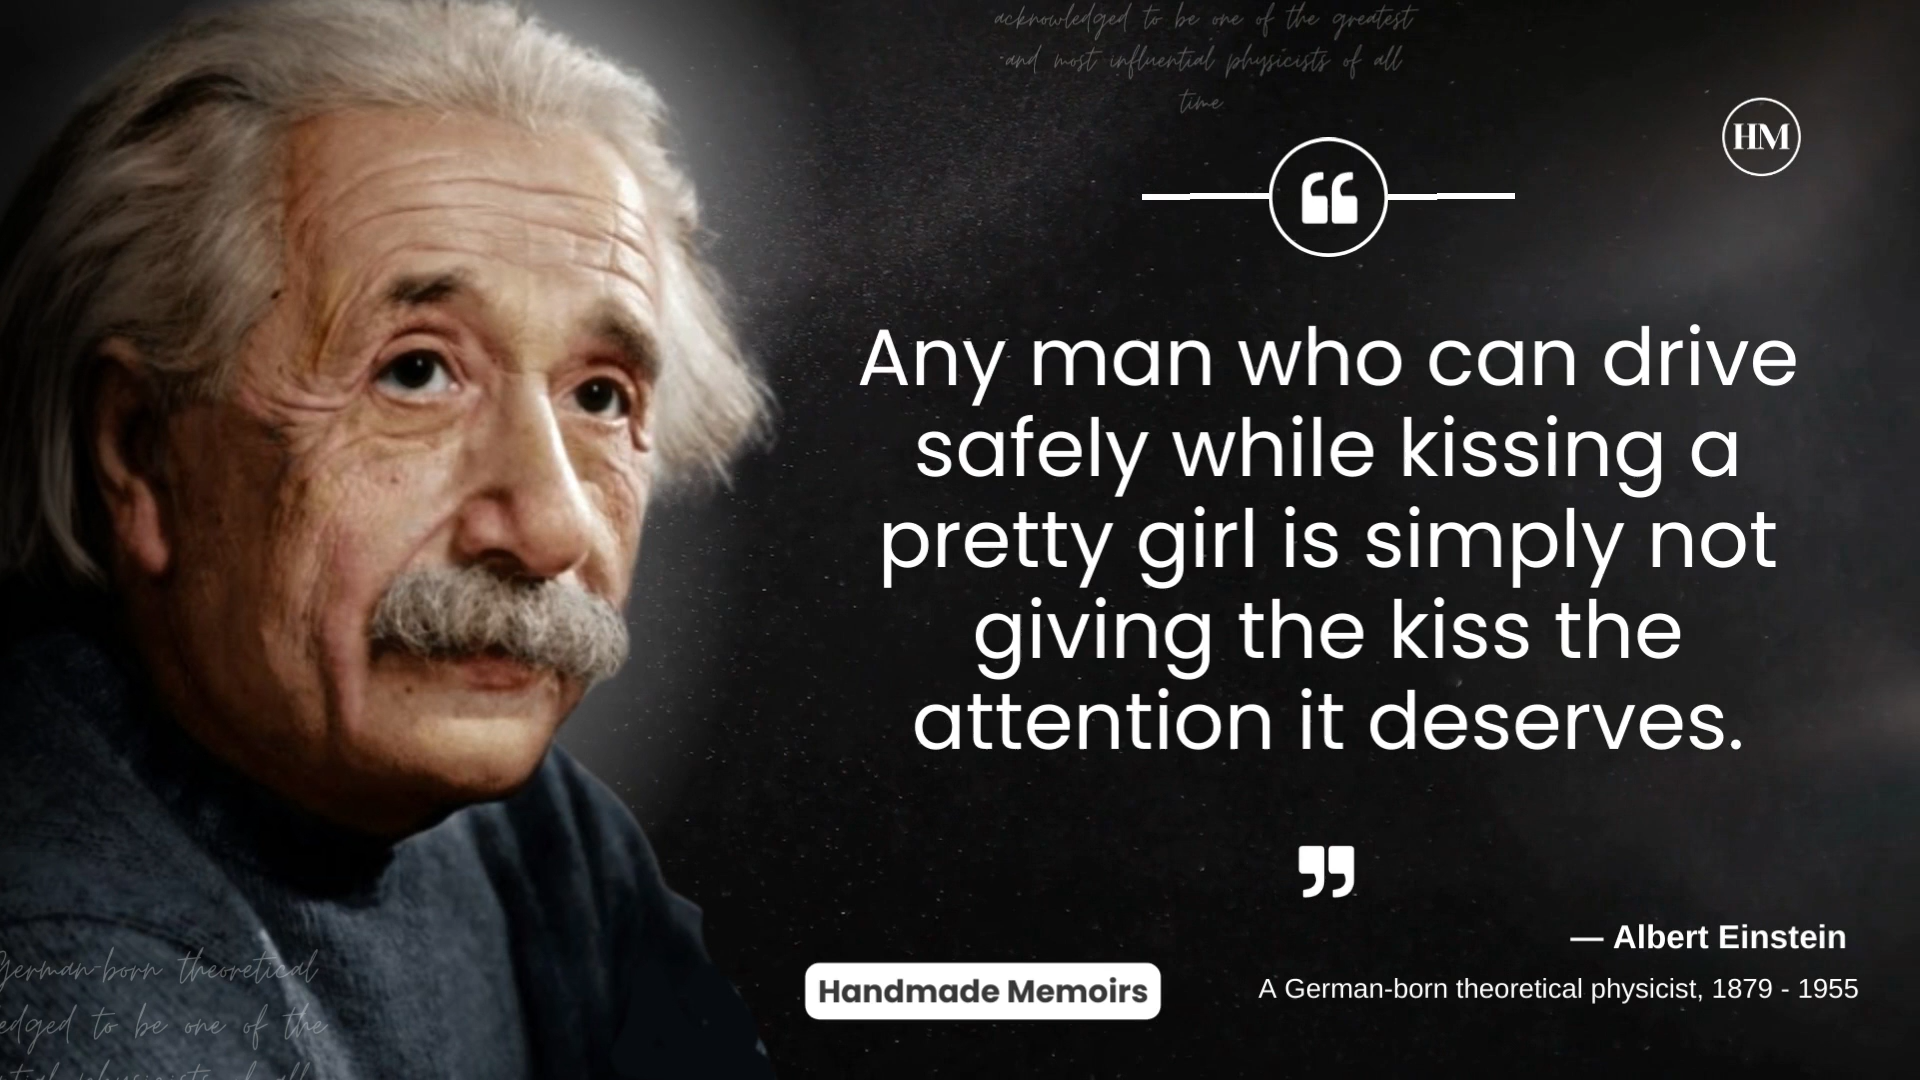 acknowledged to be one of the greatest
and most influential physicists of all
time
HM
Any man who can drive
safely while kissing a
pretty girl is simply not
giving the kiss the
attention it deserves.
— Albert Einstein
A German-born theoretical physicist, 1879 - 1955
Handmade Memoirs
German-born theoretical
edged to be one of the